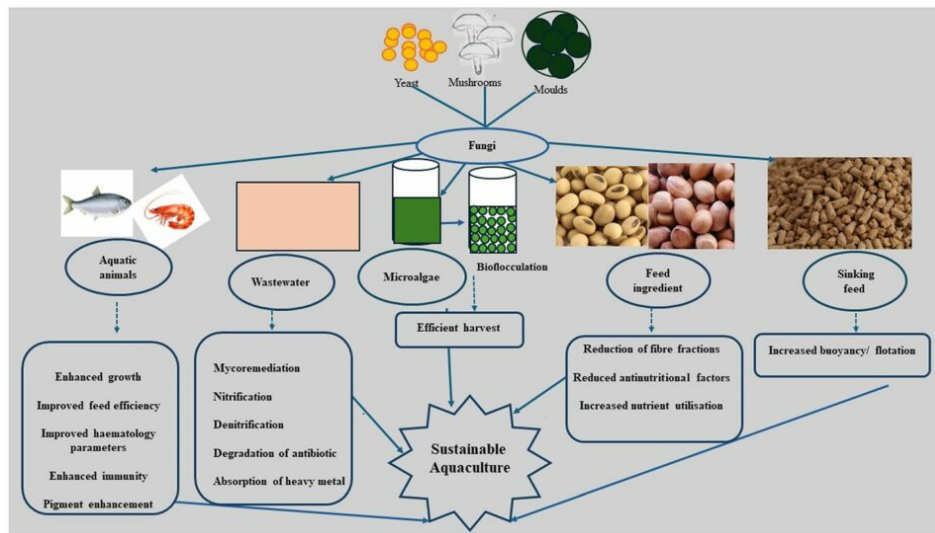 Yeast
Mushrooms
Moulds
Fungi
Aquatic
animals
Wastewater
Microalgae
Bioflocculation
Feed
ingredient
Sinking
feed
Efficient harvest
Enhanced growth
Improved feed efficiency
Improved haematology
parameters
Enhanced immunity
Pigment enhancement
Mycoremediation
Nitrification
Denitrification
Degradation of antibiotic
Absorption of heavy metal
Reduction of fibre fractions
Reduced antinutritional factors
Increased nutrient utilisation
Increased buoyancy/ flotation
Sustainable
Aquaculture